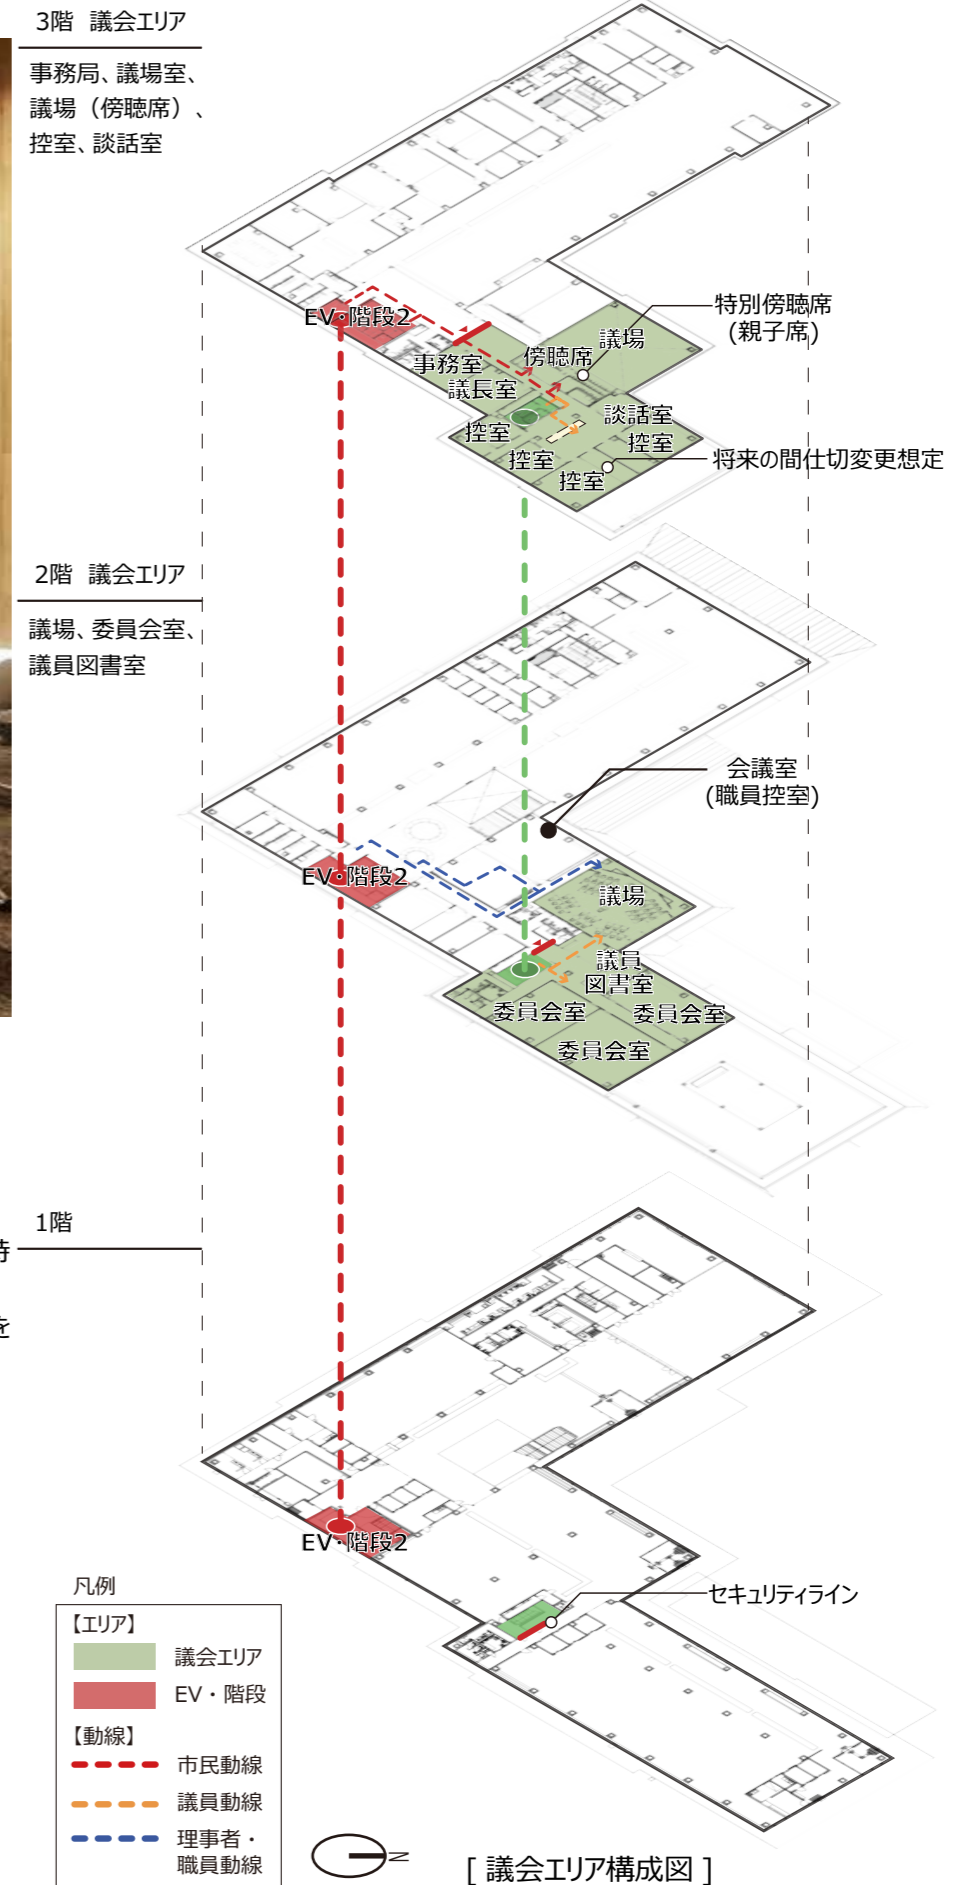 3階 議会エリア
事務局、議場室、
議場（傍聴席）、
控室、談話室
EV・階段2
事務室
議長室
傍聴席
議場
特別傍聴席
(親子席)
談話室
控室
控室
控室
控室
将来の間仕切変更想定
2階 議会エリア
議場、委員会室、
議員図書室
会議室
(職員控室)
EV・階段2
議場
議員
図書室
委員会室
委員会室
委員会室
1階
時
を
EV・階段2
セキュリティライン
凡例
【エリア】
議会エリア
EV・階段
【動線】
市民動線
議員動線
理事者・
職員動線
N
[ 議会エリア構成図 ]